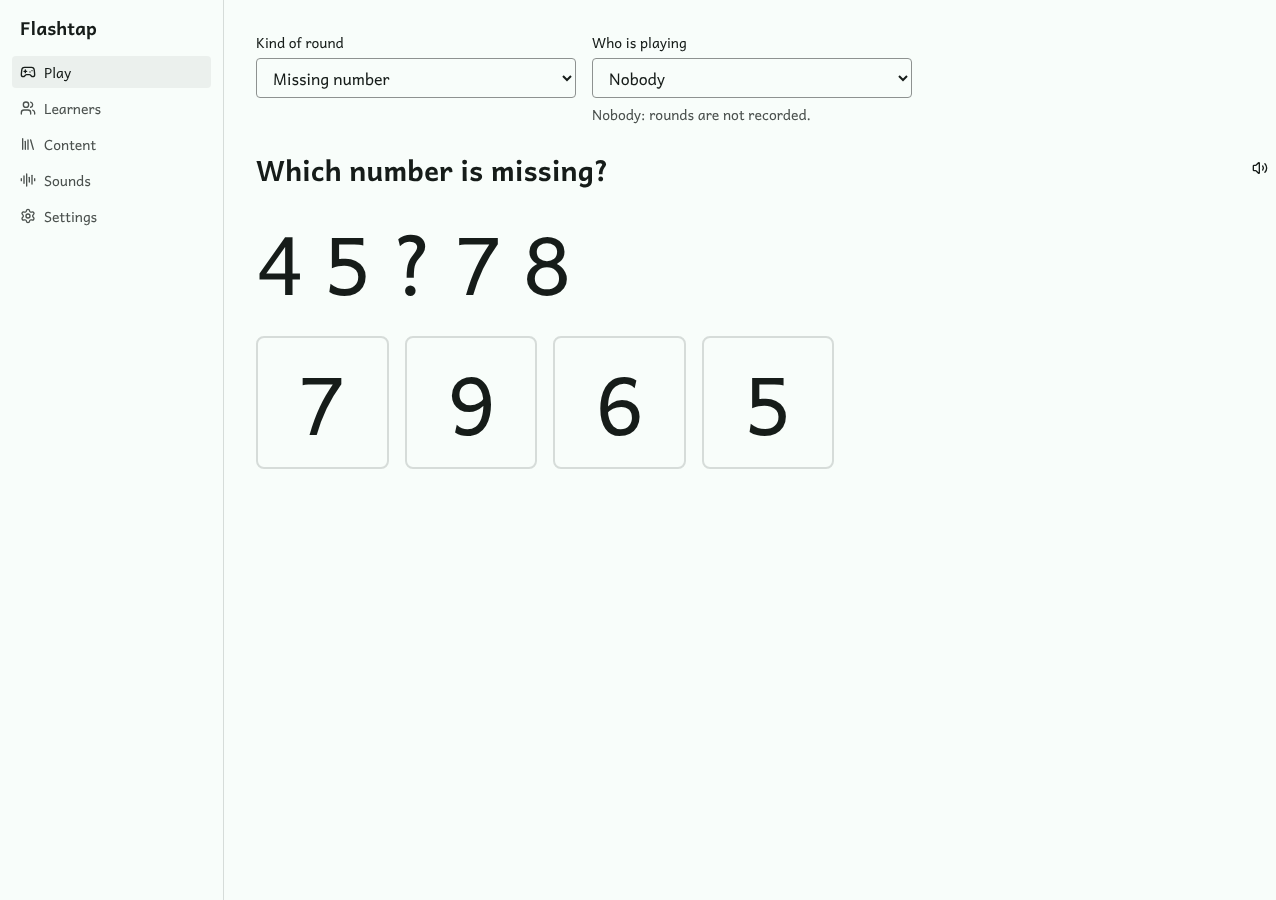 Flashtap
Play
Learners
Content
Sounds
Settings
Kind of round
Missing number
Who is playing
Nobody
Nobody: rounds are not recorded.
Which number is missing?
4 5 ? 7 8
7 9 6 5